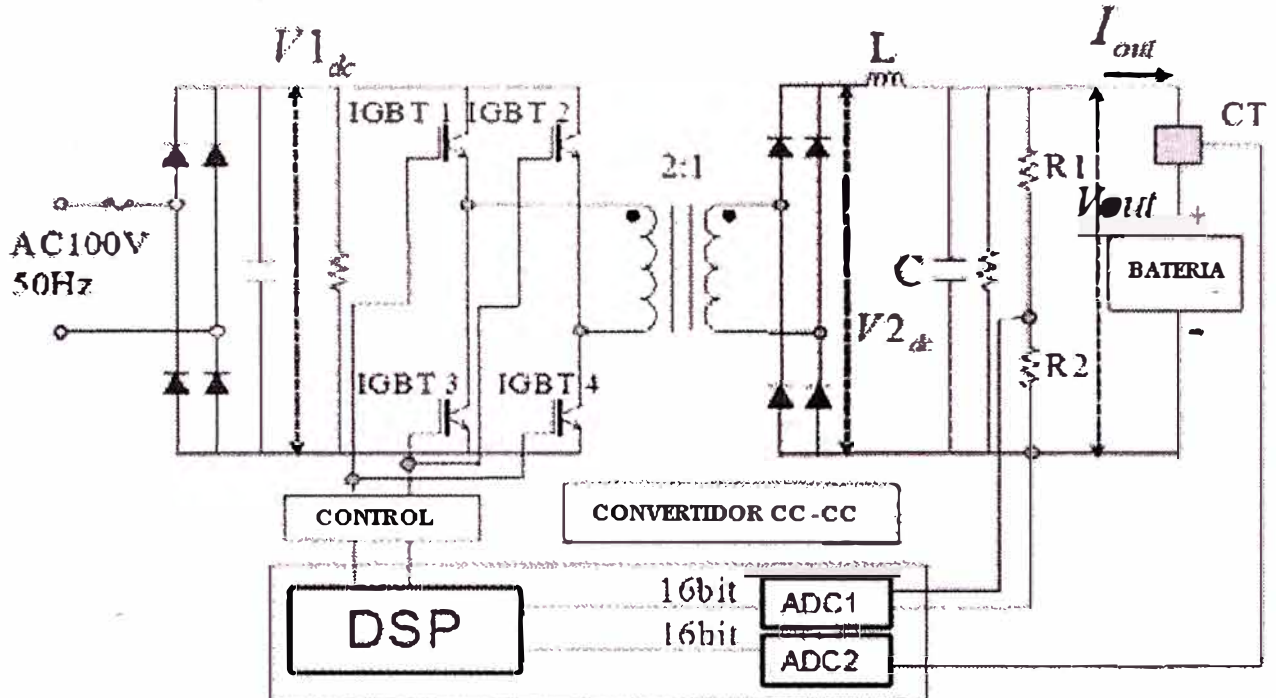 V1dc
L
Iout
IGBT 1
IGBT 2
CT
2:1
R1
AC100V
50Hz
Vout
+
C
BATERIA
V2dc
-
IGBT 3
IGBT 4
R2
CONTROL
CONVERTIDOR CC-CC
16bit
ADC1
DSP
16bit
ADC2